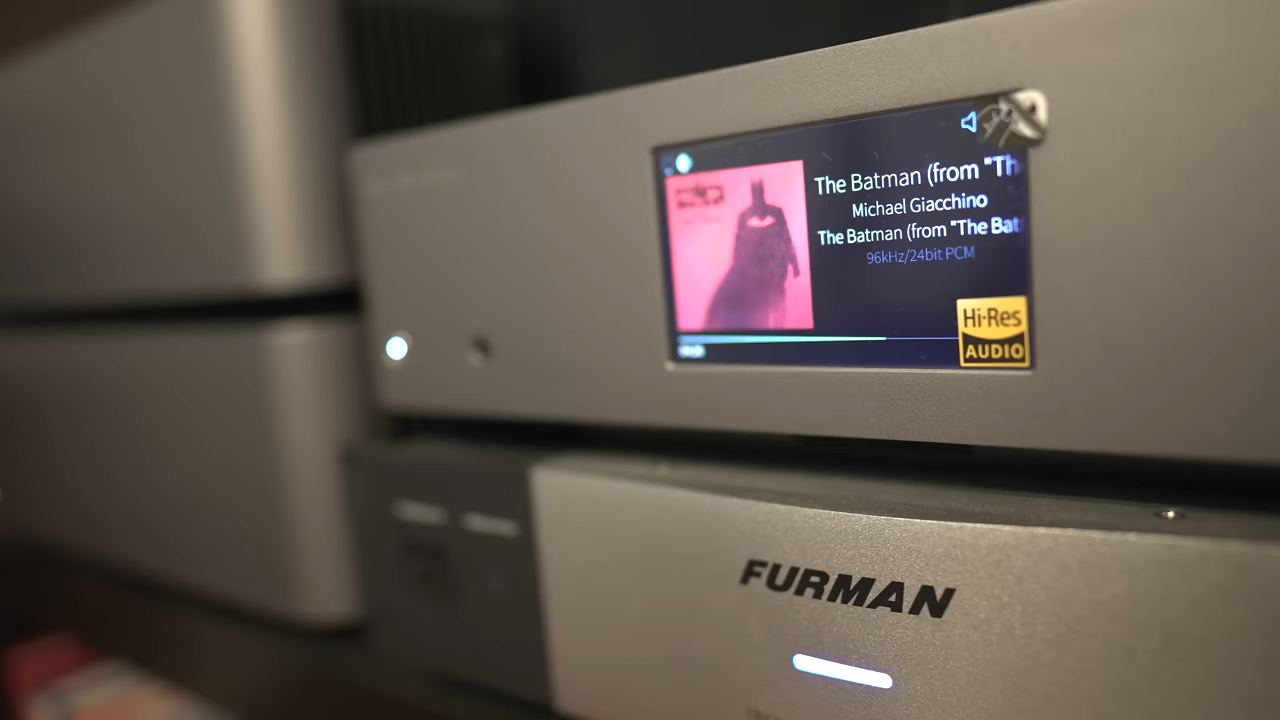 The Batman (from "Th
Michael Giacchino
The Batman (from "The Bat
96kHz/24bit PCM
Hi-Res
AUDIO
FURMAN